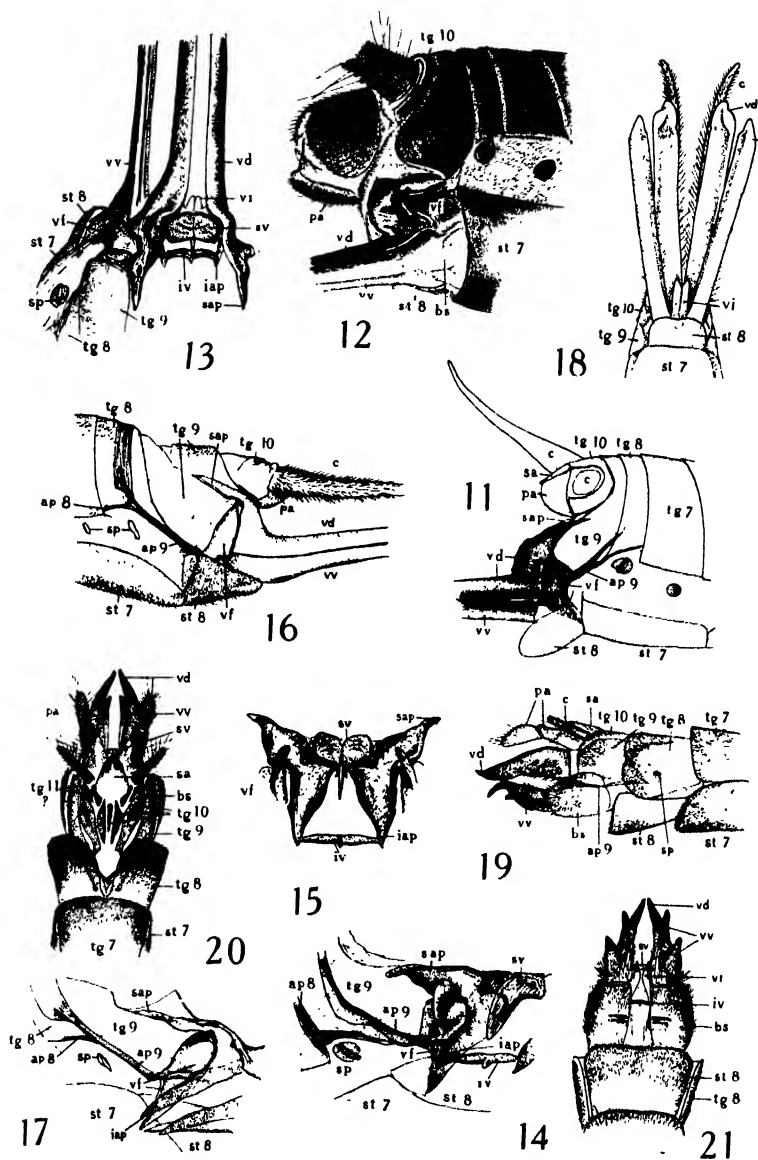 tg 10
vv
vd
st 8
vf
vi
sv
st 7
sp
iv
iap
sap
tg 9
tg 8
13
pa
vf
vd
st 7
vv
st 8
bs
12
c
vd
tg 10
tg 9
vi
st 8
st 7
18
tg 8
tg 9
sap
tg 10
c
pa
ap 8
sp
ap 9
vd
vv
st 7
st 8
vf
16
c
tg 10
tg 8
sa
c
pa
11
sap
tg 7
tg 9
vd
vf
ap 9
vv
st 8
st 7
vd
pa
vv
sv
sa
tg 11
?
bs
tg 10
tg 9
tg 8
st 7
tg 7
20
sv
sap
vf
iap
iv
15
pa
c
sa
tg 10
tg 9
tg 8
tg 7
vd
vv
bs
ap 9
st 8
sp
st 7
19
sap
tg 8
tg 9
ap 8
sp
ap 9
vf
st 7
iap
st 8
17
sap
sv
ap 8
tg 9
ap 9
vf
iap
sp
sv
st 7
st 8
14
vd
vv
sv
vi
iv
bs
st 8
tg 8
21